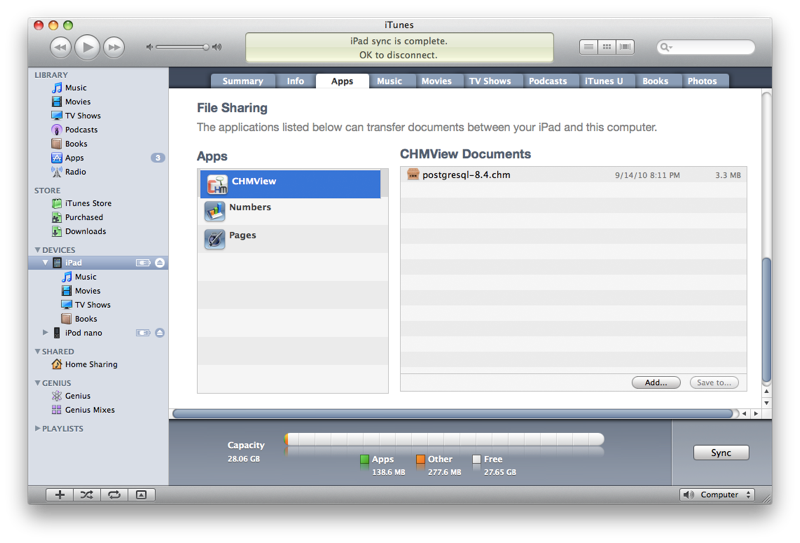 iTunes
iPad sync is complete.
OK to disconnect.
LIBRARY
Music
Movies
TV Shows
Podcasts
Books
Apps 3
Radio
STORE
iTunes Store
Purchased
Downloads
DEVICES
iPad
Music
Movies
TV Shows
Books
iPod nano
SHARED
Home Sharing
GENIUS
Genius
Genius Mixes
PLAYLISTS
Summary Info Apps Music Movies TV Shows Podcasts iTunes U Books Photos
File Sharing
The applications listed below can transfer documents between your iPad and this computer.
Apps
CHMView
Numbers
Pages
CHMView Documents
postgresql-8.4.chm 9/14/10 8:11 PM 3.3 MB
Add... Save to...
Capacity
28.06 GB
Apps
138.6 MB
Other
277.6 MB
Free
27.65 GB
Sync
Computer